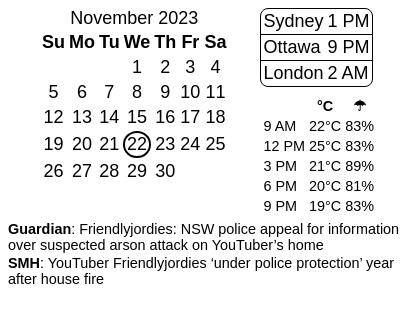 November 2023
Su Mo Tu We Th Fr Sa
1 2 3 4
5 6 7 8 9 10 11
12 13 14 15 16 17 18
19 20 21 22 23 24 25
26 27 28 29 30
Sydney 1 PM
Ottawa 9 PM
London 2 AM
°C ☂
9 AM 22°C 83%
12 PM 25°C 83%
3 PM 21°C 89%
6 PM 20°C 81%
9 PM 19°C 83%
Guardian: Friendlyjordies: NSW police appeal for information
over suspected arson attack on YouTuber’s home
SMH: YouTuber Friendlyjordies ‘under police protection’ year
after house fire